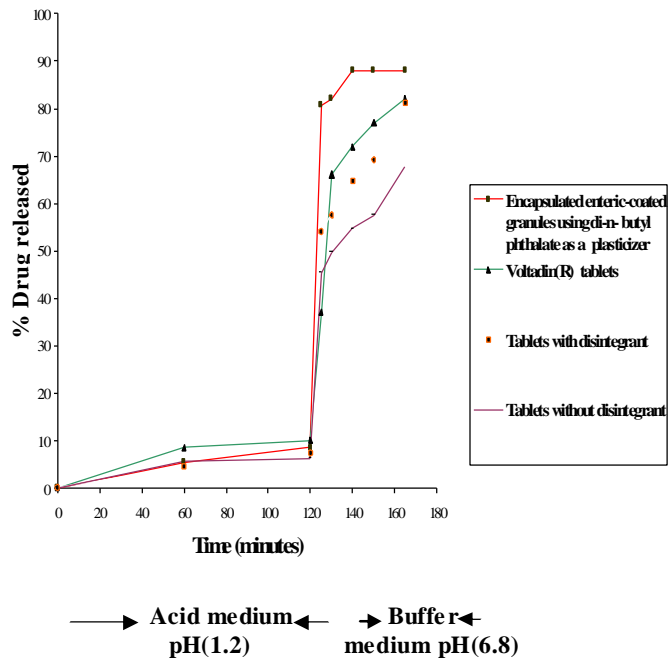 100
90
80
70
60
50
40
30
20
10
0
% Drug released
0 20 40 60 80 100 120 140 160 180
Time (minutes)
Encapsulated enteric-coated
granules using di-n- butyl
phthalate as a plasticizer
Voltadin(R) tablets
Tablets with disintegrant
Tablets without disintegrant
Acid medium
pH(1.2)
Buffer
medium pH(6.8)